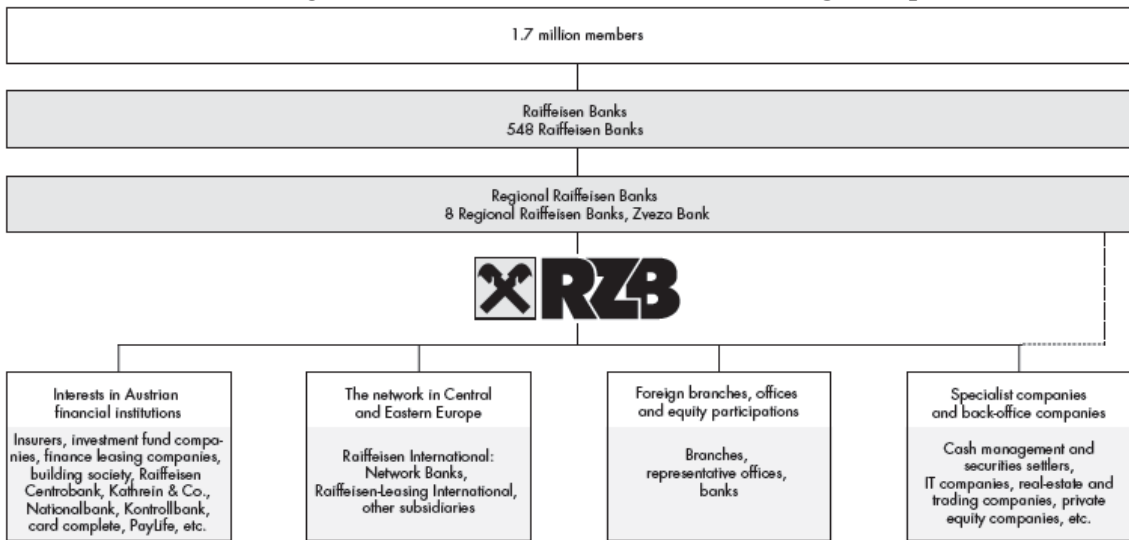 1.7 million members
Raiffeisen Banks
548 Raiffeisen Banks
Regional Raiffeisen Banks
8 Regional Raiffeisen Banks, Zveza Bank
RZB
Interests in Austrian
financial institutions
Insurers, investment fund compa-
nies, finance leasing companies,
building society, Raiffeisen
Centrobank, Kathrein & Co.,
Nationalbank, Kontrollbank,
card complete, PayLife, etc.
The network in Central
and Eastern Europe
Raiffeisen International:
Network Banks,
Raiffeisen-Leasing International,
other subsidiaries
Foreign branches, offices
and equity participations
Branches,
representative offices,
banks
Specialist companies
and back-office companies
Cash management and
securities settlers,
IT companies, real-estate and
trading companies, private
equity companies, etc.